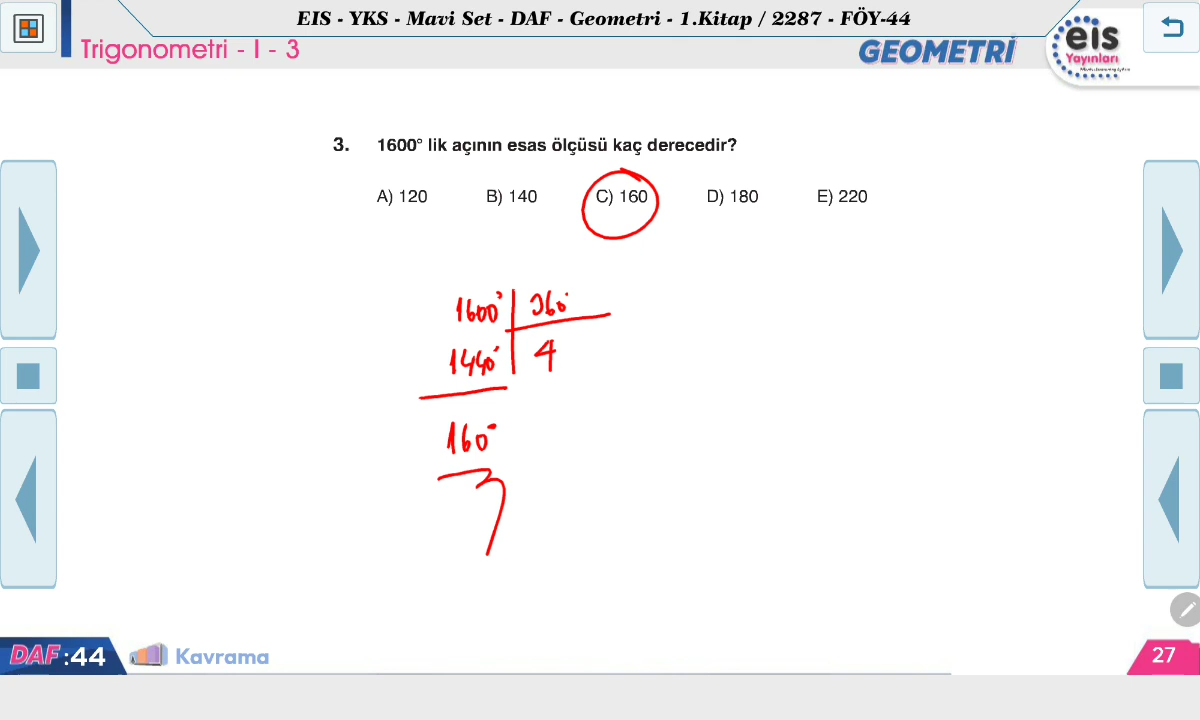 EIS - YKS - Mavi Set - DAF - Geometri - 1.Kitap / 2287 - FÖY-44
Trigonometri - I - 3
GEOMETRİ
eis
Yayınları
3. 1600° lik açının esas ölçüsü kaç derecedir?
A) 120 B) 140 C) 160 D) 180 E) 220
1600° 360°
1440° 4
160°
DAF:44 Kavrama
27